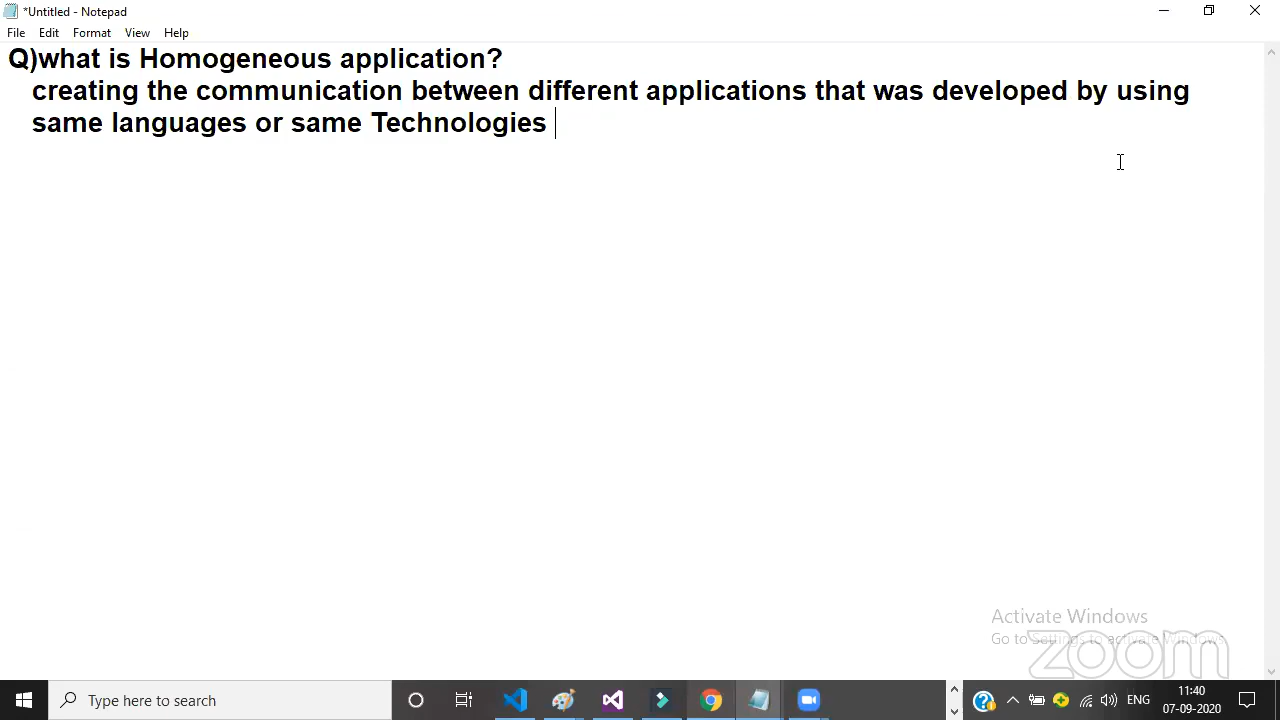 *Untitled - Notepad
File Edit Format View Help
Q)what is Homogeneous application?
creating the communication between different applications that was developed by using
same languages or same Technologies
Activate Windows
Go to Settings to activate Windows.
zoom
Type here to search
ENG
11:40
07-09-2020